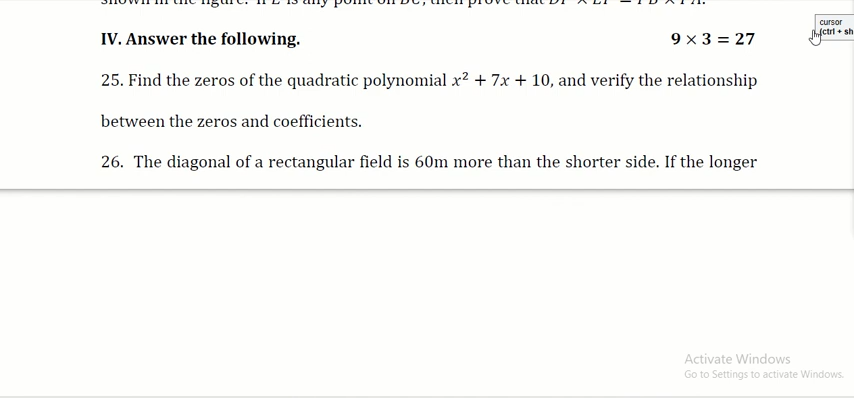 IV. Answer the following. 9 × 3 = 27
cursor
(ctrl + sh
25. Find the zeros of the quadratic polynomial x² + 7x + 10, and verify the relationship
between the zeros and coefficients.
26. The diagonal of a rectangular field is 60m more than the shorter side. If the longer
Activate Windows
Go to Settings to activate Windows.